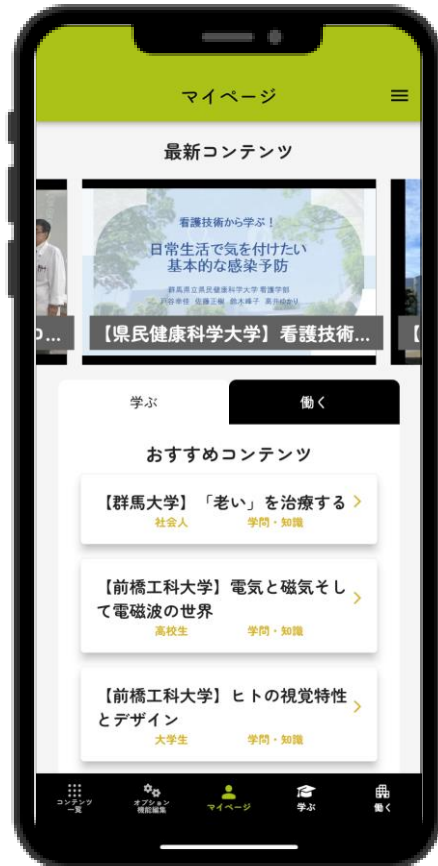 マイページ
最新コンテンツ
看護技術から学ぶ！
日常生活で気を付けたい
基本的な感染予防
群馬県立県民健康科学大学 看護学部
【県民健康科学大学】看護技術...
【
学ぶ
働く
おすすめコンテンツ
【群馬大学】「老い」を治療する
社会人 学問・知識
【前橋工科大学】電気と磁気そし
て電磁波の世界
高校生 学問・知識
【前橋工科大学】ヒトの視覚特性
とデザイン
大学生 学問・知識
コンテンツ
一覧
オプション
機能編集
マイページ
学ぶ
働く